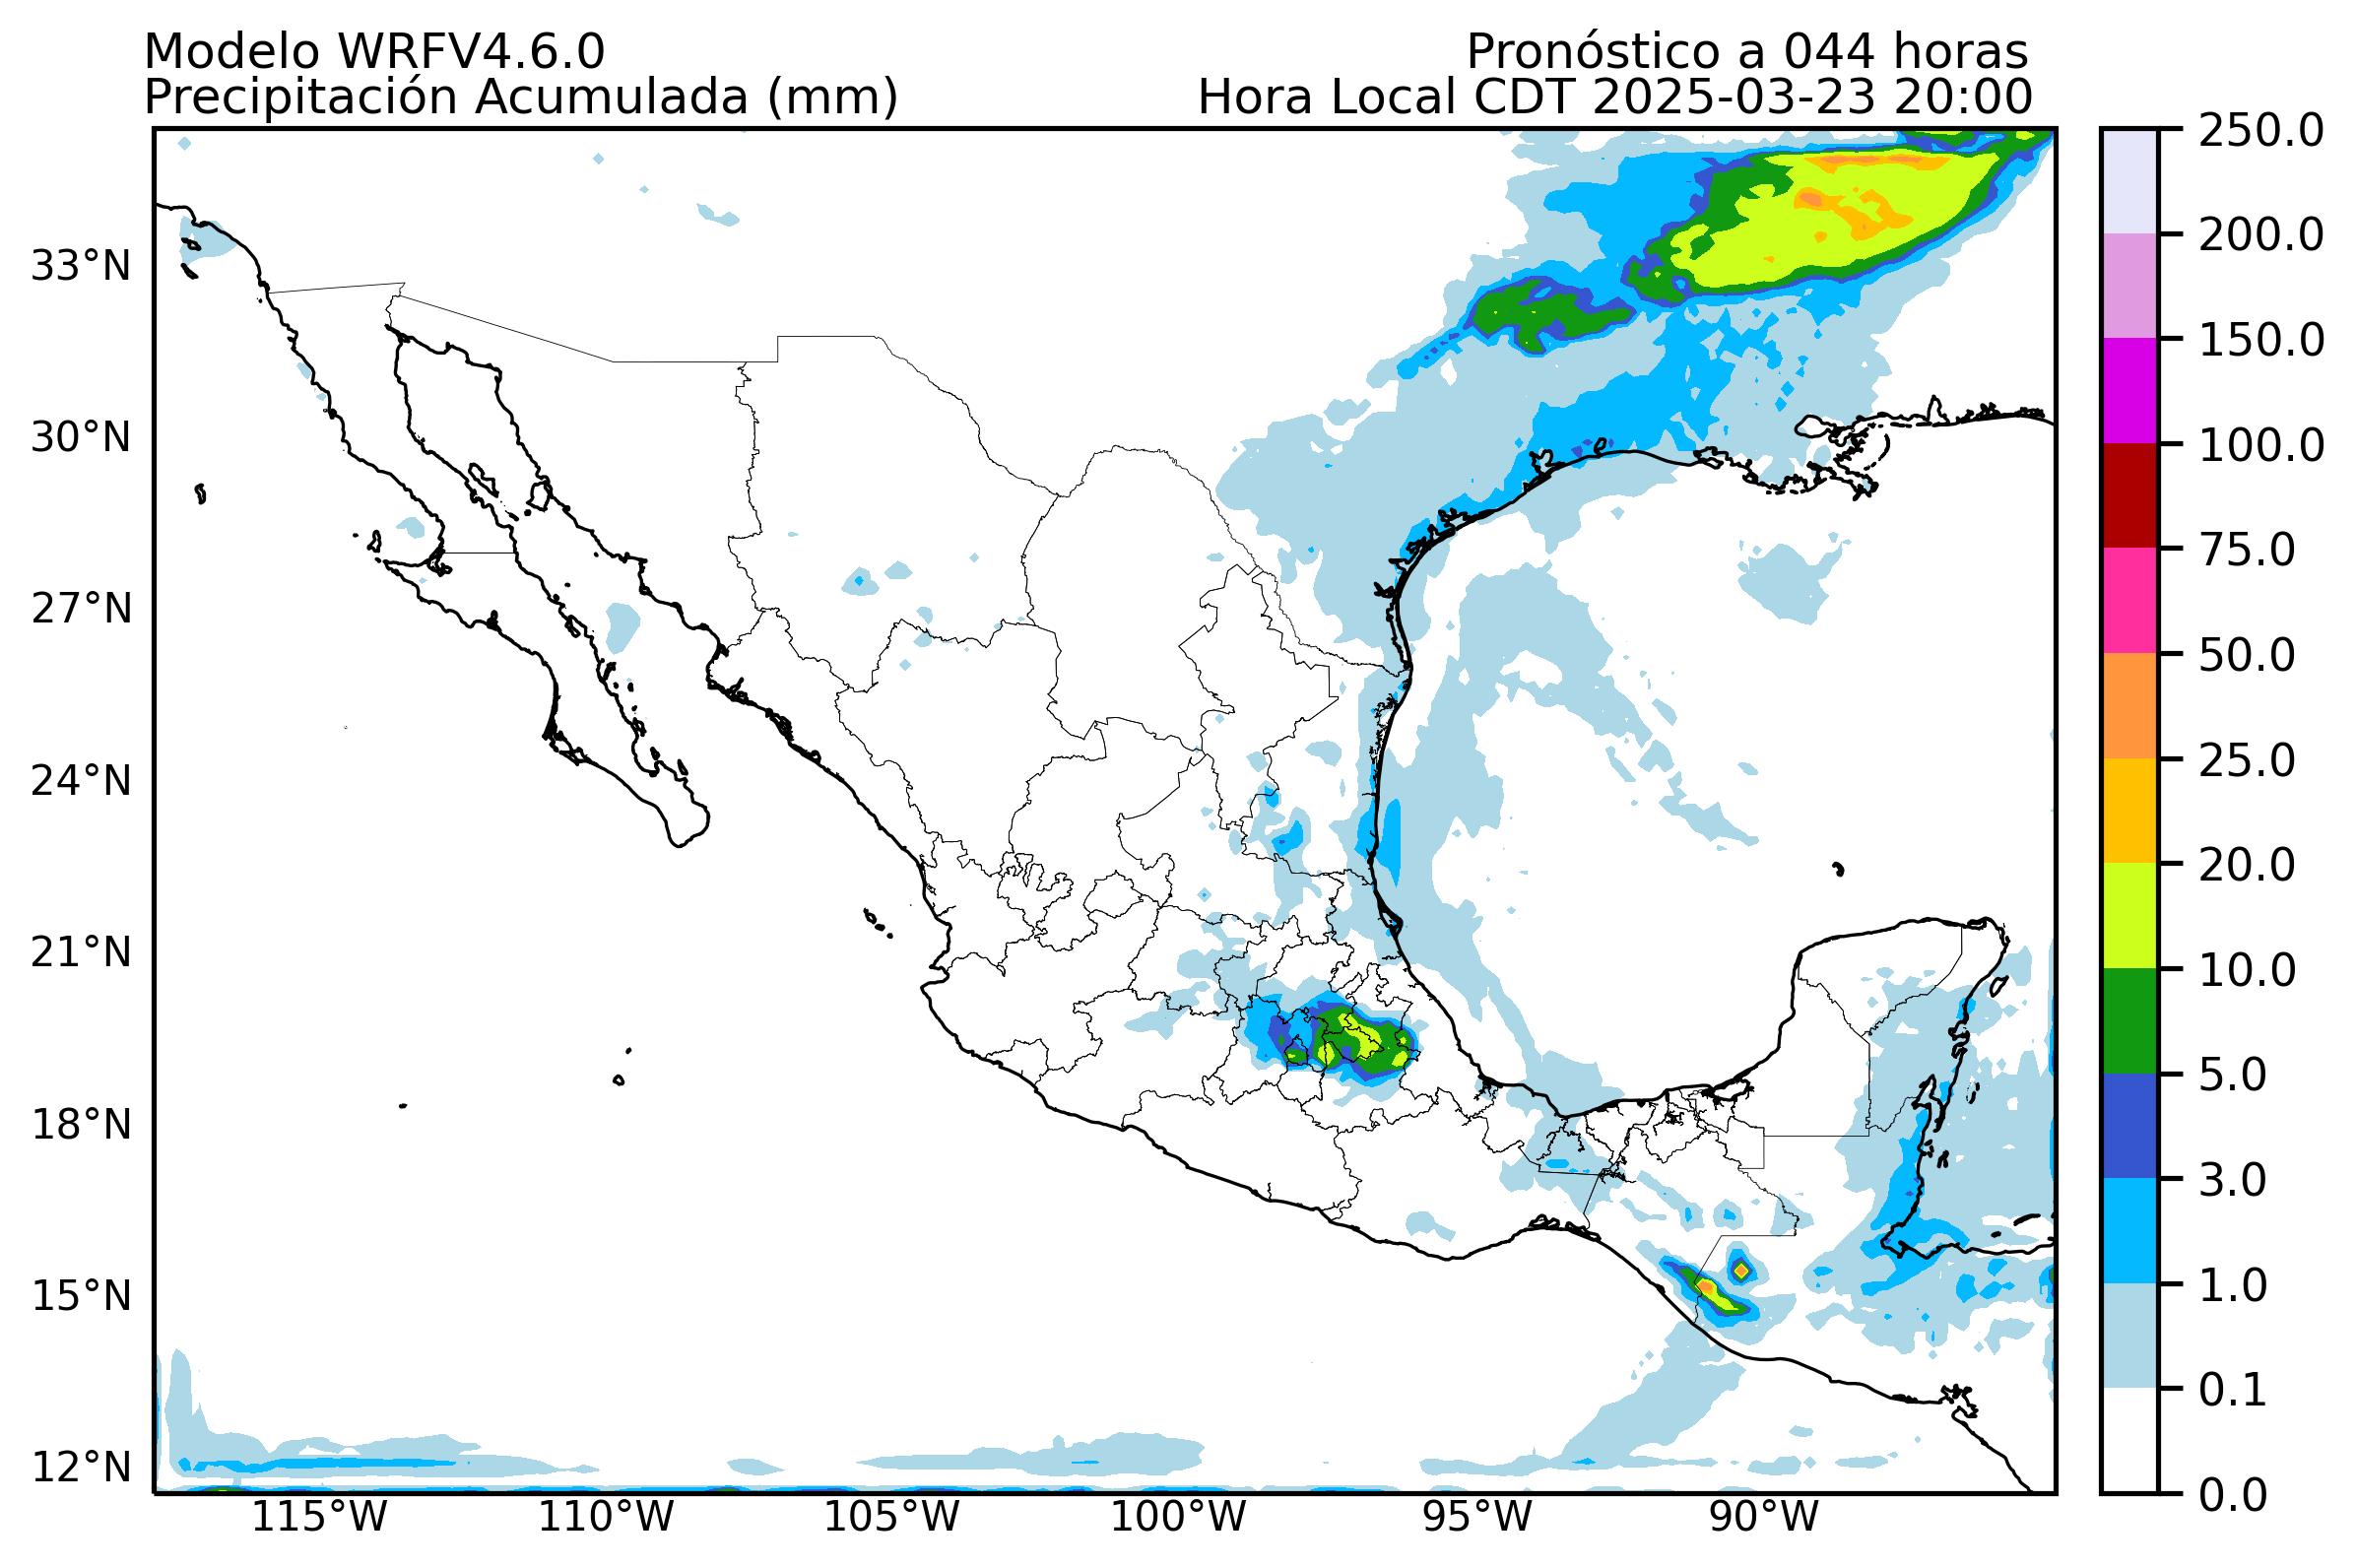 Modelo WRFV4.6.0
Pronóstico a 044 horas
Precipitación Acumulada (mm)
Hora Local CDT 2025-03-23 20:00
33°N
30°N
27°N
24°N
21°N
18°N
15°N
12°N
115°W
110°W
105°W
100°W
95°W
90°W
250.0
200.0
150.0
100.0
75.0
50.0
25.0
20.0
10.0
5.0
3.0
1.0
0.1
0.0